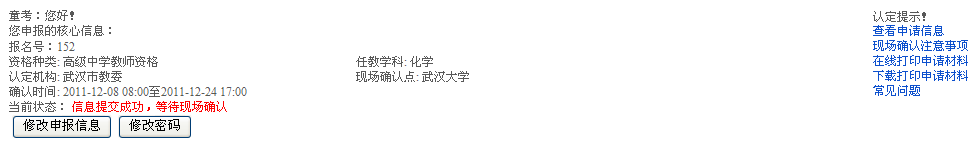 童考：您好！
您申报的核心信息：
报名号：152
资格种类: 高级中学教师资格 任教学科: 化学
认定机构: 武汉市教委 现场确认点: 武汉大学
确认时间: 2011-12-08 08:00至2011-12-24 17:00
当前状态： 信息提交成功，等待现场确认
修改申报信息 修改密码
认定提示!
查看申请信息
现场确认注意事项
在线打印申请材料
下载打印申请材料
常见问题